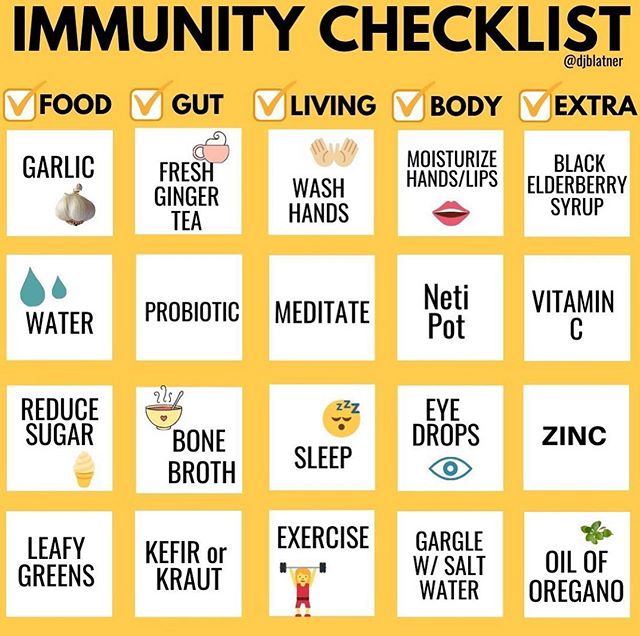 IMMUNITY CHECKLIST
@djblatner
FOOD
GUT
LIVING
BODY
EXTRA
GARLIC
FRESH
GINGER
TEA
WASH
HANDS
MOISTURIZE
HANDS/LIPS
BLACK
ELDERBERRY
SYRUP
WATER
PROBIOTIC
MEDITATE
Neti
Pot
VITAMIN
C
REDUCE
SUGAR
BONE
BROTH
zzz
SLEEP
EYE
DROPS
ZINC
LEAFY
GREENS
KEFIR or
KRAUT
EXERCISE
GARGLE
W/ SALT
WATER
OIL OF
OREGANO